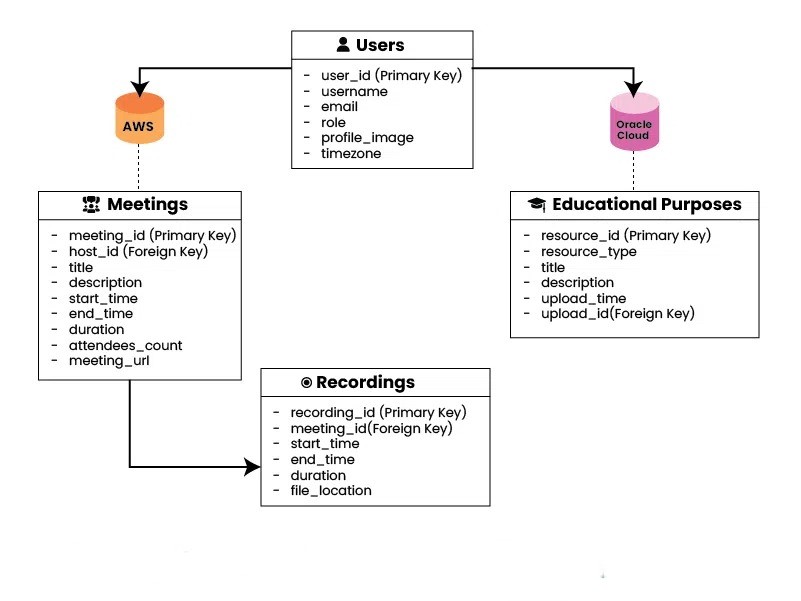 Users
- user_id (Primary Key)
- username
- email
- role
- profile_image
- timezone
AWS
Oracle
Cloud
Meetings
- meeting_id (Primary Key)
- host_id (Foreign Key)
- title
- description
- start_time
- end_time
- duration
- attendees_count
- meeting_url
Educational Purposes
- resource_id (Primary Key)
- resource_type
- title
- description
- upload_time
- upload_id(Foreign Key)
Recordings
- recording_id (Primary Key)
- meeting_id(Foreign Key)
- start_time
- end_time
- duration
- file_location